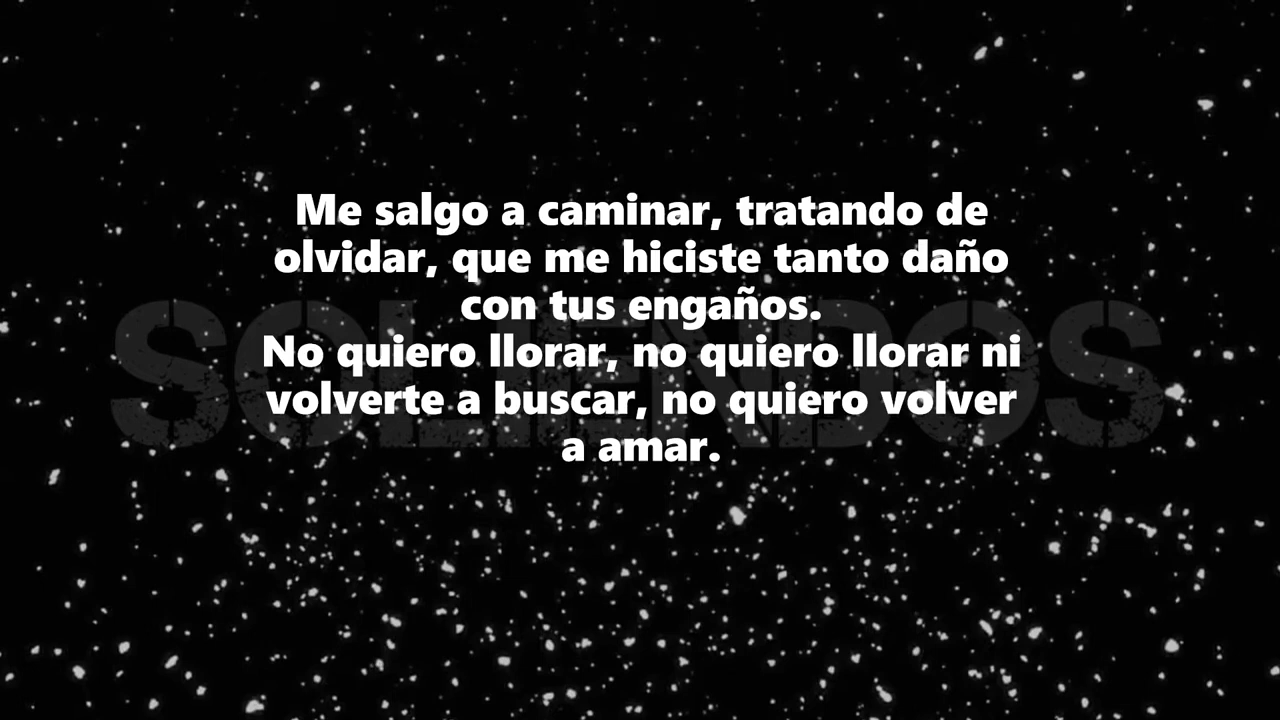 Me salgo a caminar, tratando de
olvidar, que me hiciste tanto daño
con tus engaños.
No quiero llorar, no quiero llorar ni
volverte a buscar, no quiero volver
a amar.